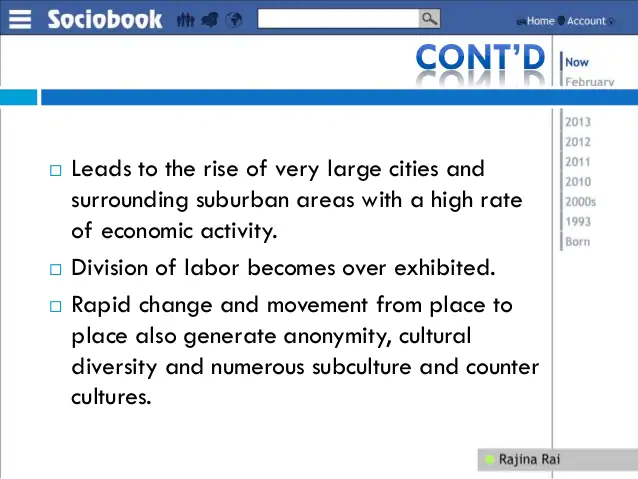 Sociobook
Home Account
CONT'D
Now
February
2013
2012
2011
2010
2000s
1993
Born
Leads to the rise of very large cities and
surrounding suburban areas with a high rate
of economic activity.
Division of labor becomes over exhibited.
Rapid change and movement from place to
place also generate anonymity, cultural
diversity and numerous subculture and counter
cultures.
Rajina Rai